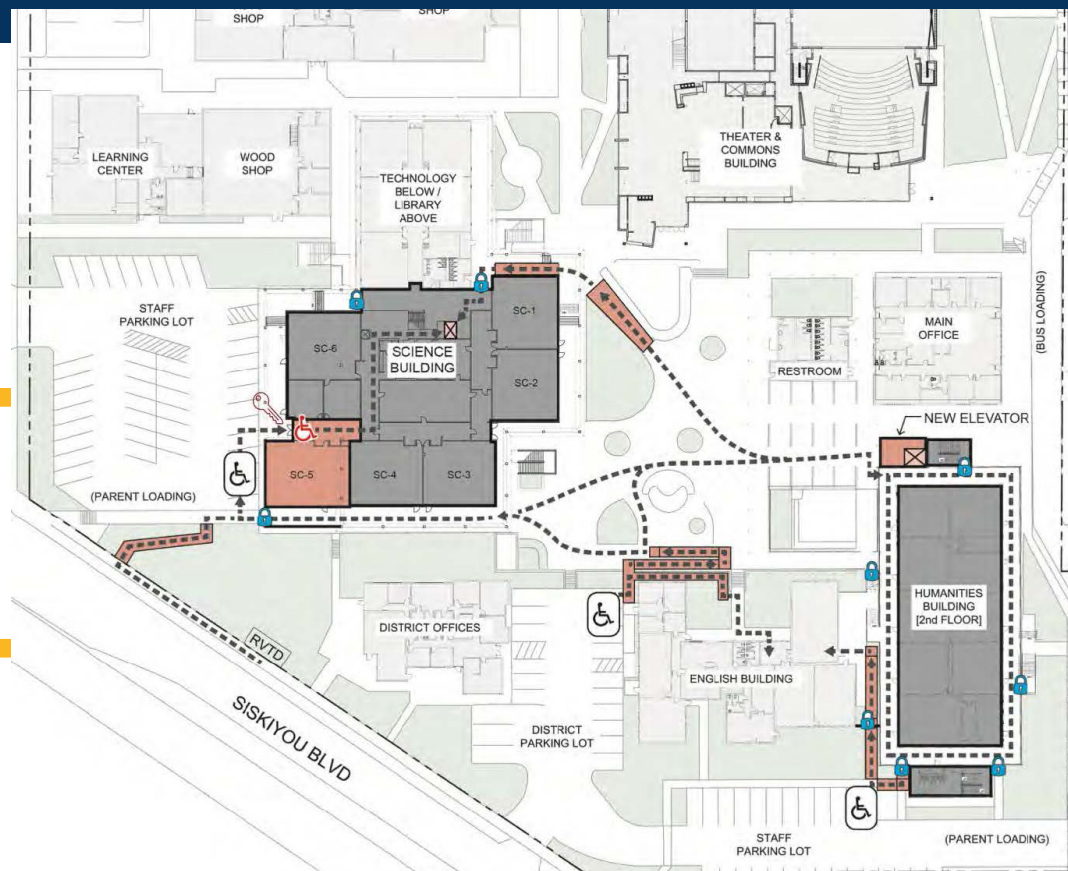 SHOP
SHOP
LEARNING
CENTER
WOOD
SHOP
TECHNOLOGY
BELOW /
LIBRARY
ABOVE
THEATER &
COMMONS
BUILDING
STAFF
PARKING LOT
SC-6
SCIENCE
BUILDING
SC-1
SC-2
MAIN
OFFICE
RESTROOM
(BUS LOADING)
NEW ELEVATOR
SC-5
SC-4
SC-3
(PARENT LOADING)
HUMANITIES
BUILDING
[2nd FLOOR]
DISTRICT OFFICES
RVTD
ENGLISH BUILDING
SISKIYOU BLVD
DISTRICT
PARKING LOT
STAFF
PARKING LOT
(PARENT LOADING)